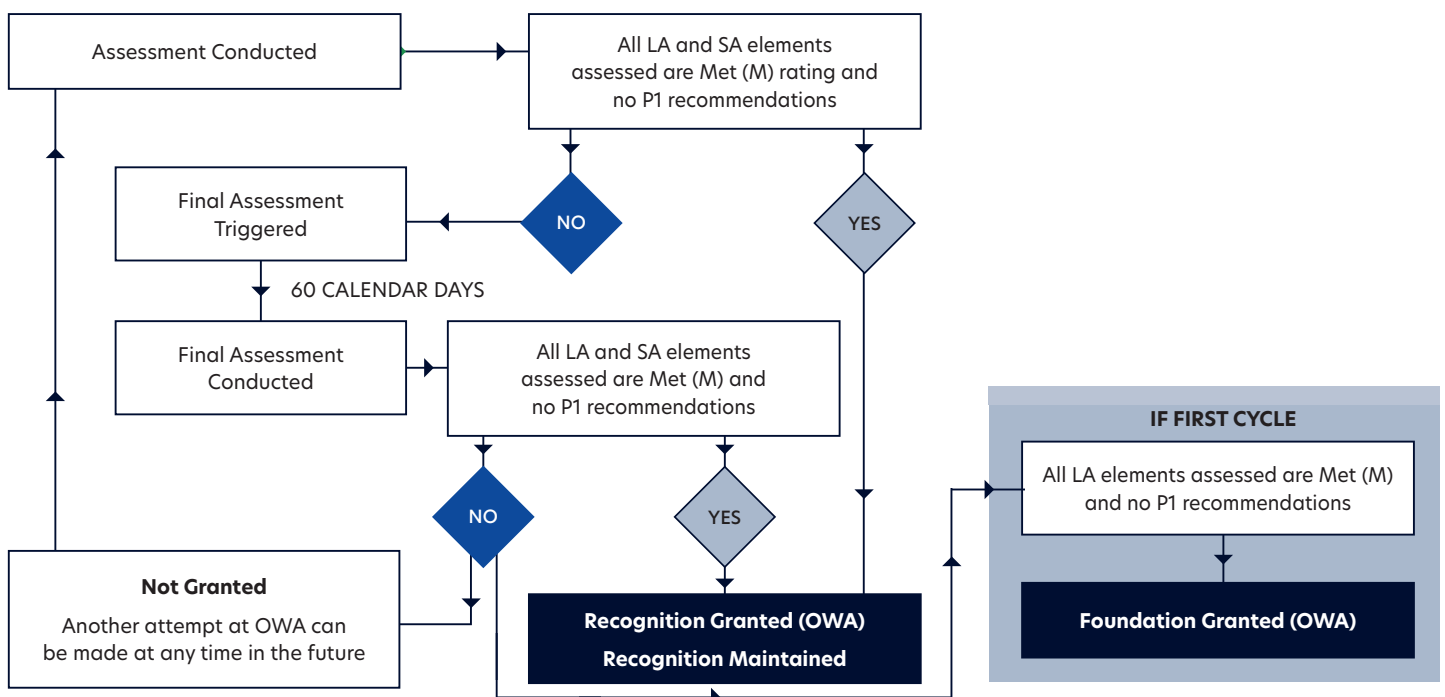 Assessment Conducted
All LA and SA elements
assessed are Met (M) rating and
no P1 recommendations
Final Assessment
Triggered
NO
YES
60 CALENDAR DAYS
Final Assessment
Conducted
All LA and SA elements
assessed are Met (M) and
no P1 recommendations
IF FIRST CYCLE
All LA elements assessed are Met (M)
and no P1 recommendations
NO
YES
Not Granted
Another attempt at OWA can
be made at any time in the future
Recognition Granted (OWA)
Recognition Maintained
Foundation Granted (OWA)